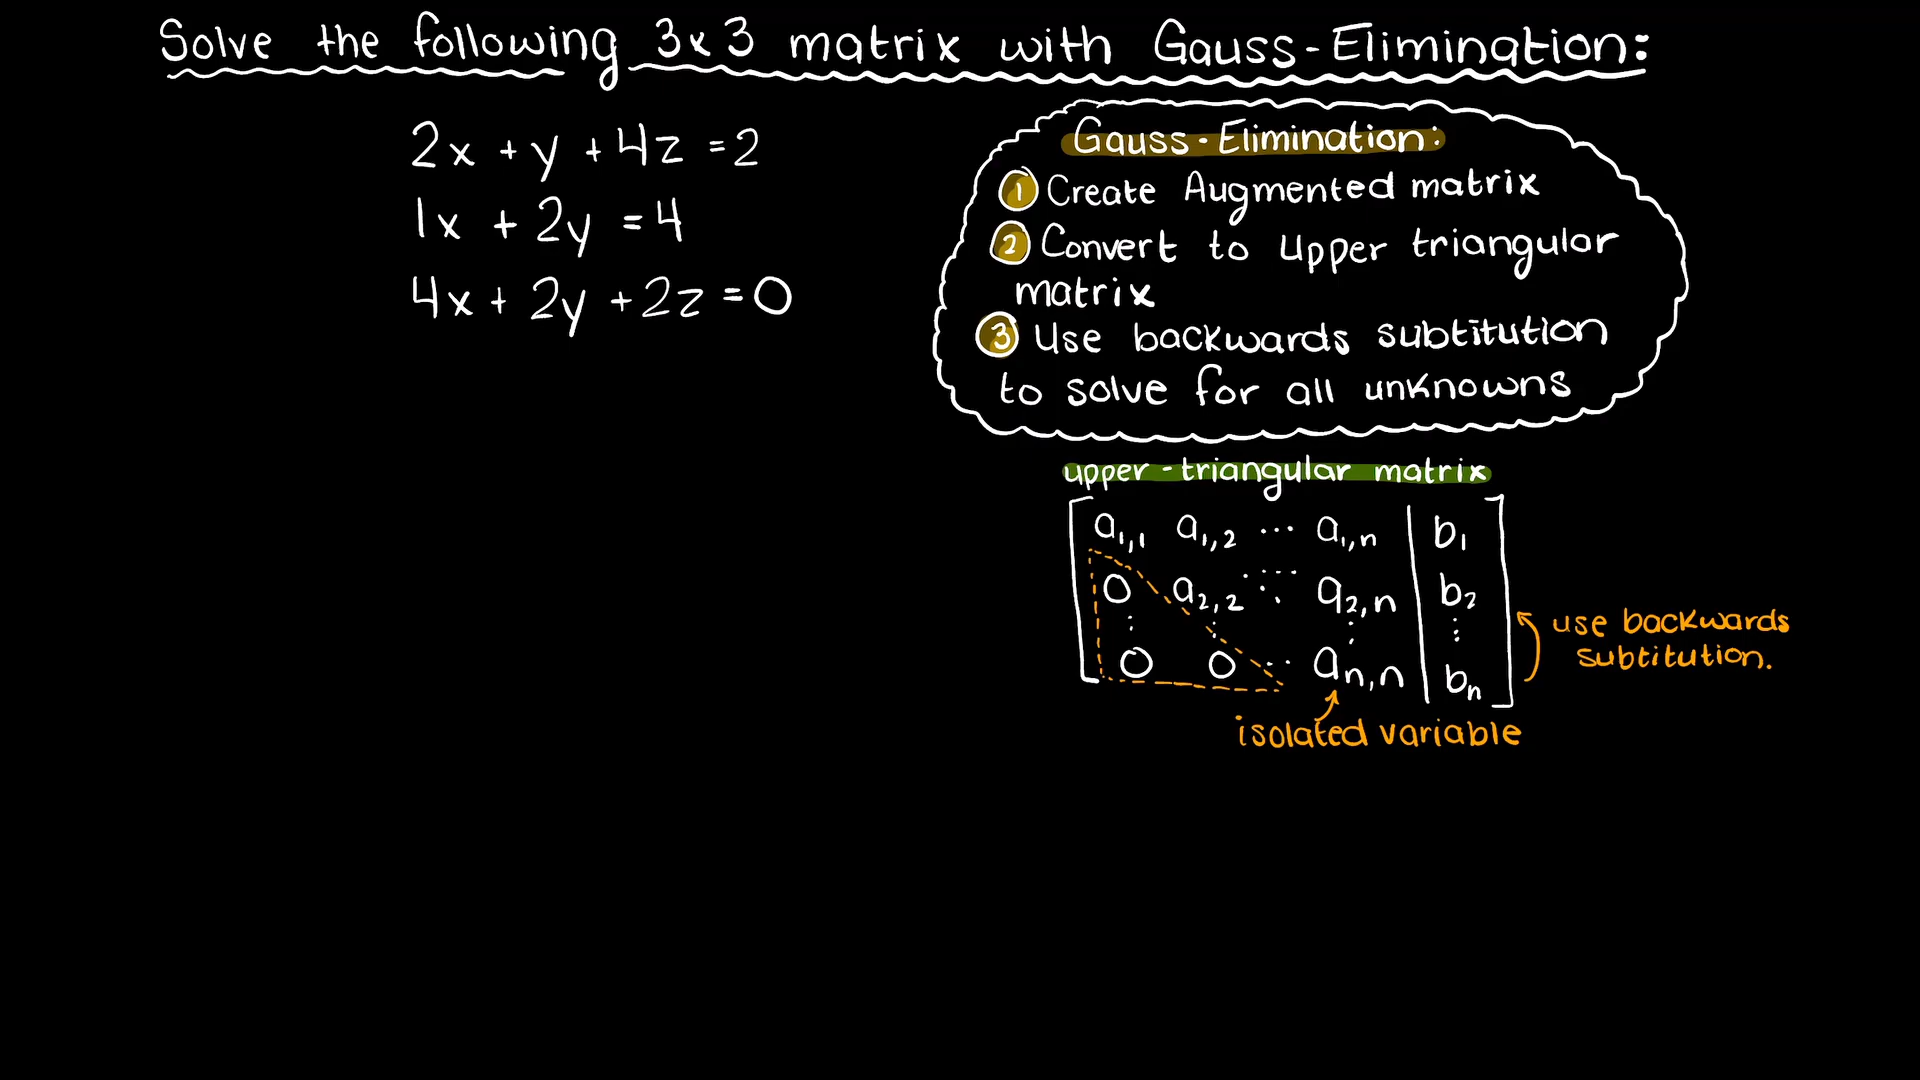 Solve the following 3x3 matrix with Gauss-Elimination:
2x + y + 4z = 2
1x + 2y = 4
4x + 2y + 2z = 0
Gauss-Elimination:
1 Create Augmented matrix
2 Convert to Upper triangular
matrix
3 Use backwards subtitution
to solve for all unknowns
upper-triangular matrix
a1,1 a1,2 ... a1,n | b1
0 a2,2 ... a2,n | b2
0 0 ... an,n | bn
use backwards
subtitution.
isolated variable